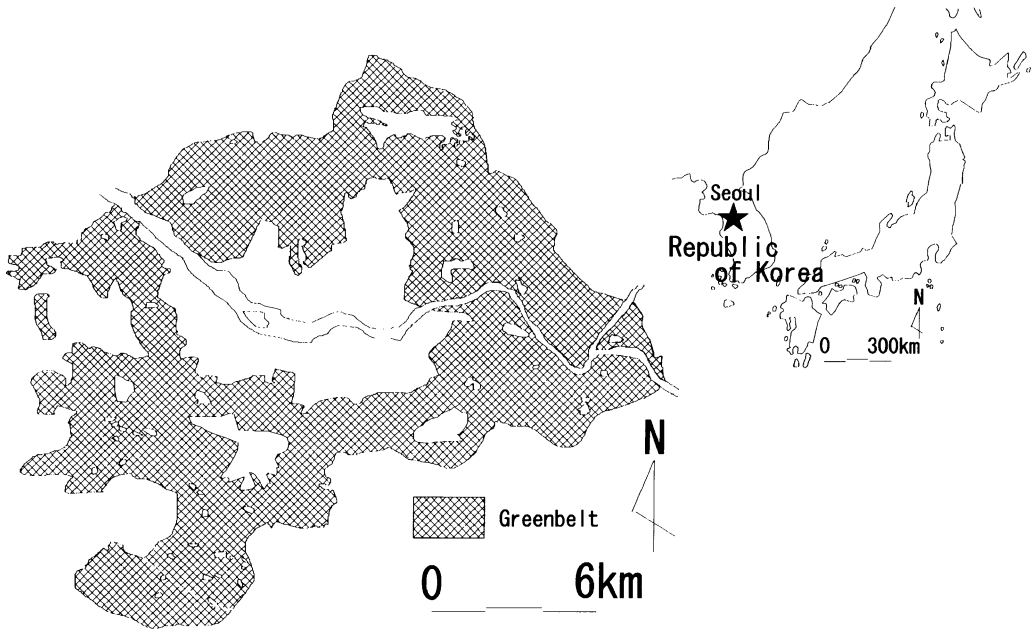 Seoul
Republic
of Korea
N
0 300km
N
Greenbelt
0 6km